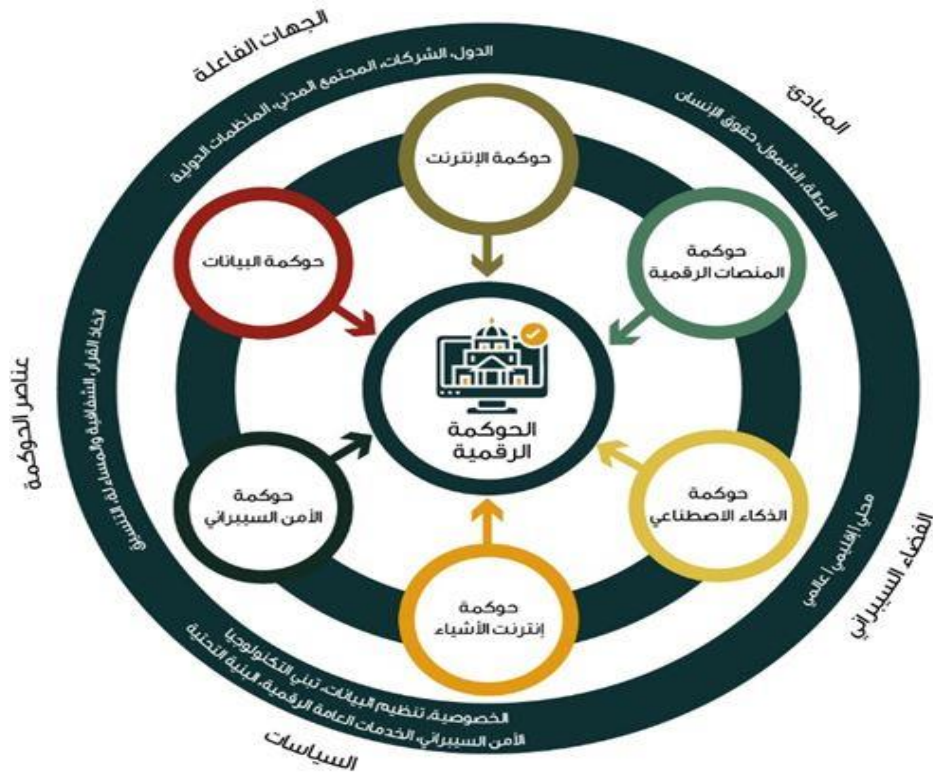 الجهات الفاعلة
الدول، الشركات، المجتمع المدني، المنظمات الدولية
المبادئ
العدالة، الشمول، حقوق الإنسان
حوكمة الإنترنت
حوكمة
المنصات الرقمية
حوكمة البيانات
الحوكمة
الرقمية
عناصر الحوكمة
اتخاذ القرار، الشفافية والمساءلة، التنسيق
حوكمة
الذكاء الاصطناعي
حوكمة
الأمن السيبراني
الفضاء السيبراني
محلي | إقليمي | عالمي
حوكمة
إنترنت الأشياء
الخصوصية، تنظيم البيانات، تبني التكنولوجيا
الأمن السيبراني، الخدمات العامة الرقمية، البنية التحتية
السياسات